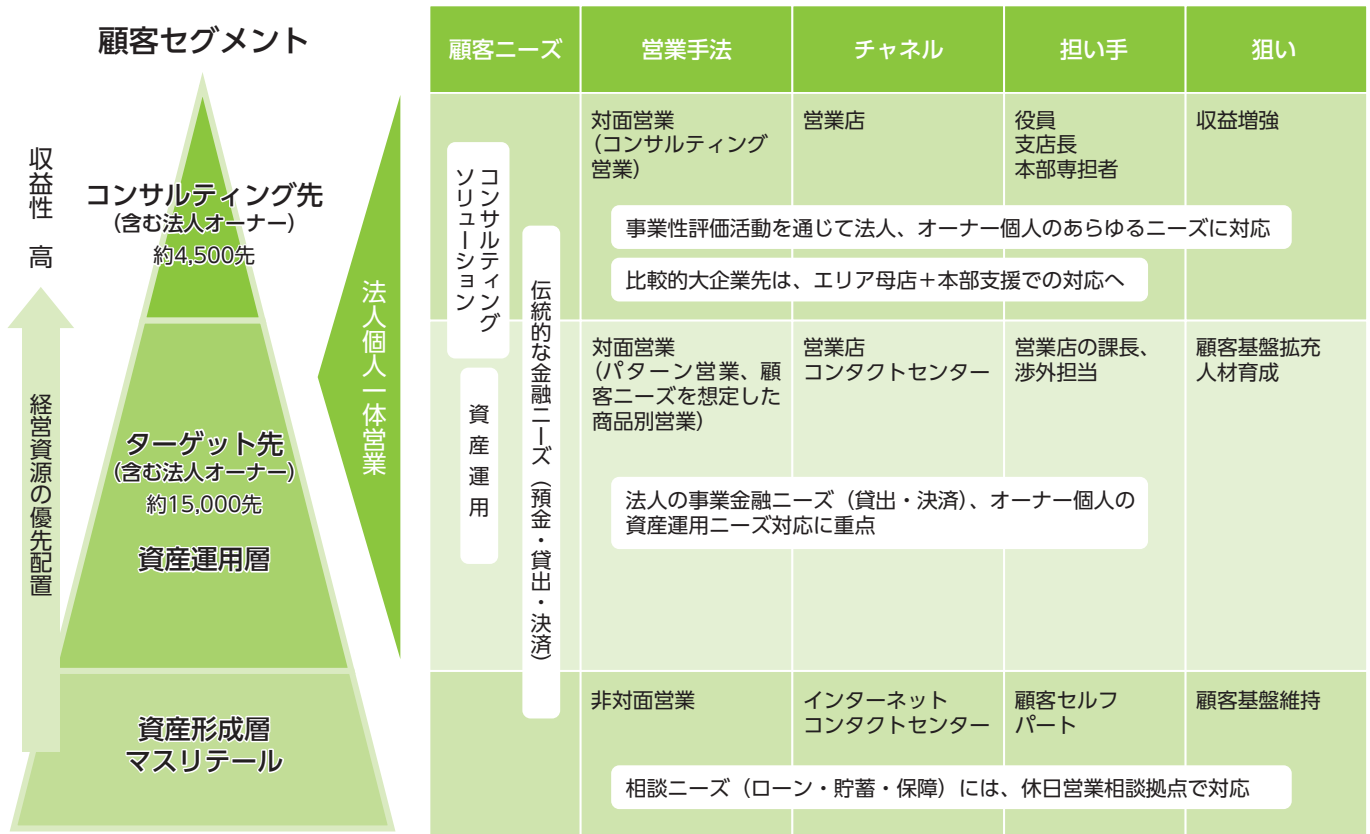 顧客セグメント
収益性 高
経営資源の優先配置
コンサルティング先
(含む法人オーナー)
約4,500先
ターゲット先
(含む法人オーナー)
約15,000先
資産運用層
資産形成層
マスリテール
法人個人一体営業
顧客ニーズ
営業手法
チャネル
担い手
狙い
コンサルティング
ソリューション
資産運用
伝統的な金融ニーズ（預金・貸出・決済）
対面営業
(コンサルティング
営業)
営業店
役員
支店長
本部専担者
収益増強
事業性評価活動を通じて法人、オーナー個人のあらゆるニーズに対応
比較的大企業先は、エリア母店＋本部支援での対応へ
対面営業
(パターン営業、顧
客ニーズを想定した
商品別営業)
営業店
コンタクトセンター
営業店の課長、
渉外担当
顧客基盤拡充
人材育成
法人の事業金融ニーズ（貸出・決済）、オーナー個人の
資産運用ニーズ対応に重点
非対面営業
インターネット
コンタクトセンター
顧客セルフ
パート
顧客基盤維持
相談ニーズ（ローン・貯蓄・保障）には、休日営業相談拠点で対応